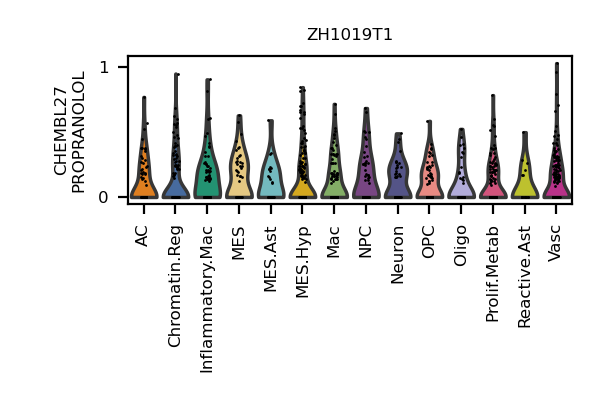 ZH1019T1
CHEMBL27
PROPRANOLOL
1
0
AC
Chromatin.Reg
Inflammatory.Mac
MES
MES.Ast
MES.Hyp
Mac
NPC
Neuron
OPC
Oligo
Prolif.Metab
Reactive.Ast
Vasc